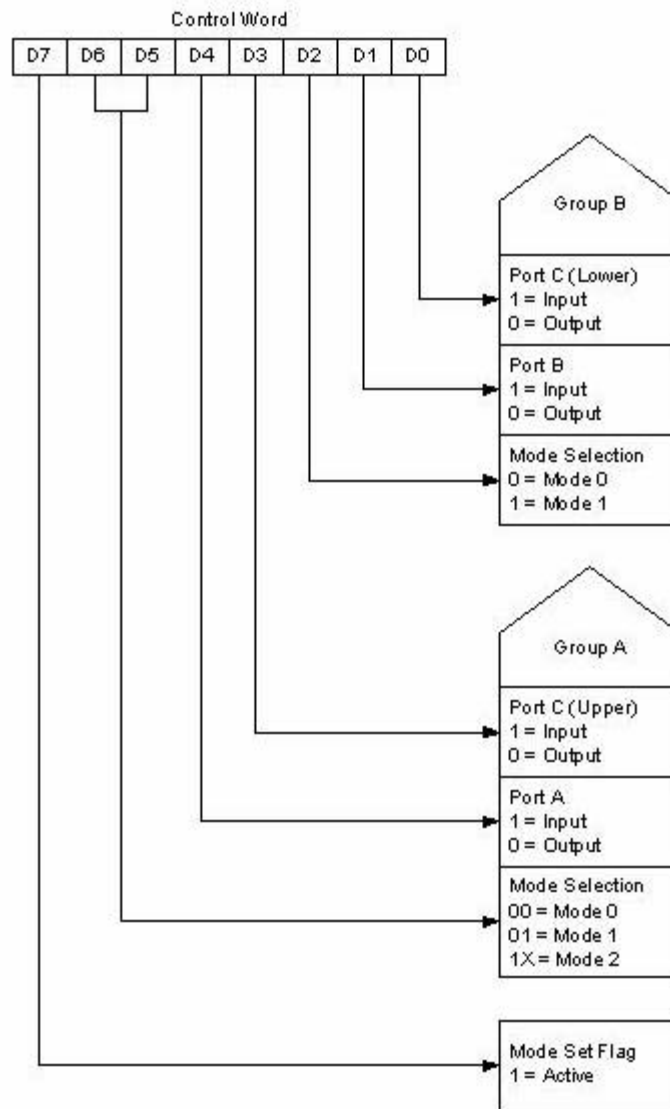 Control Word
D7 D6 D5 D4 D3 D2 D1 D0
Group B
Port C (Lower)
1 = Input
0 = Output
Port B
1 = Input
0 = Output
Mode Selection
0 = Mode 0
1 = Mode 1
Group A
Port C (Upper)
1 = Input
0 = Output
Port A
1 = Input
0 = Output
Mode Selection
00 = Mode 0
01 = Mode 1
1X = Mode 2
Mode Set Flag
1 = Active